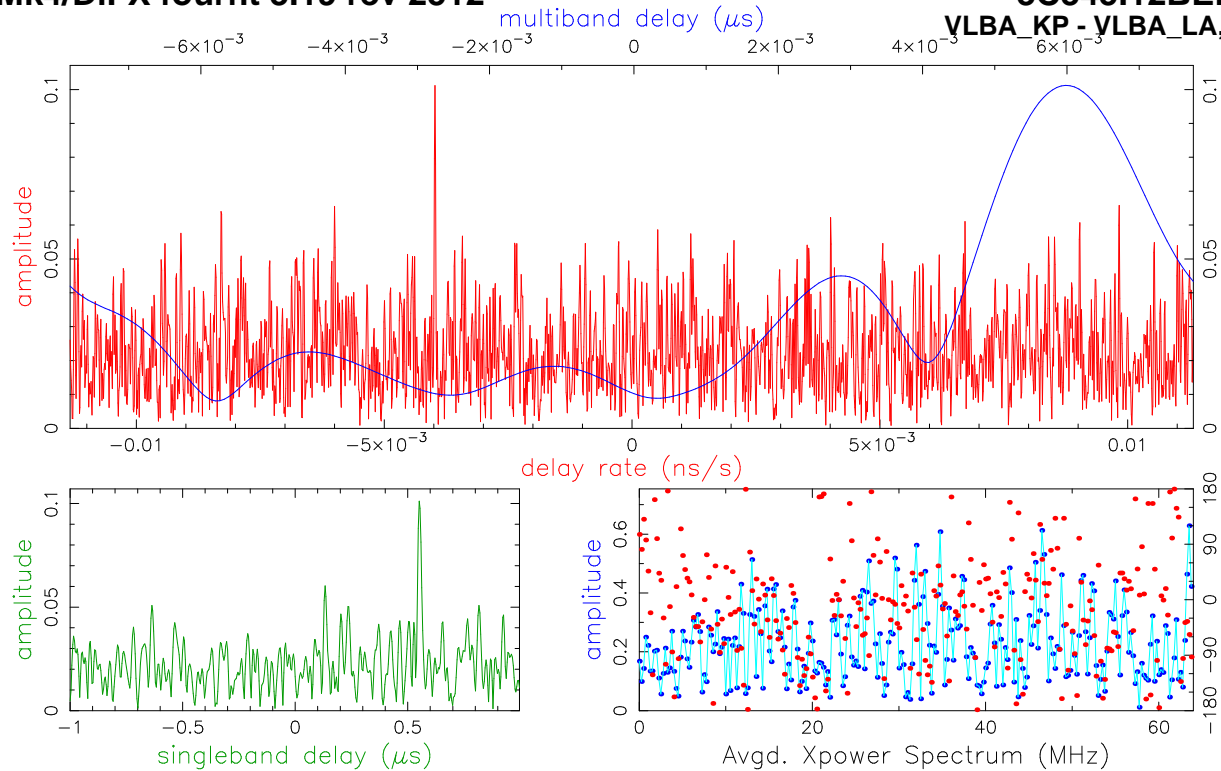 multiband delay (μs)
VLBA_KP - VLBA_LA,
−6×10⁻³ −4×10⁻³ −2×10⁻³ 0 2×10⁻³ 4×10⁻³ 6×10⁻³
amplitude
0 0.05 0.1
0 0.05 0.1
−0.01 −5×10⁻³ 0 5×10⁻³ 0.01
delay rate (ns/s)
amplitude
0 0.05 0.1
−1 −0.5 0 0.5
singleband delay (μs)
amplitude
0 0.2 0.4 0.6
−180 −90 0 90 180
0 20 40 60
Avgd. Xpower Spectrum (MHz)